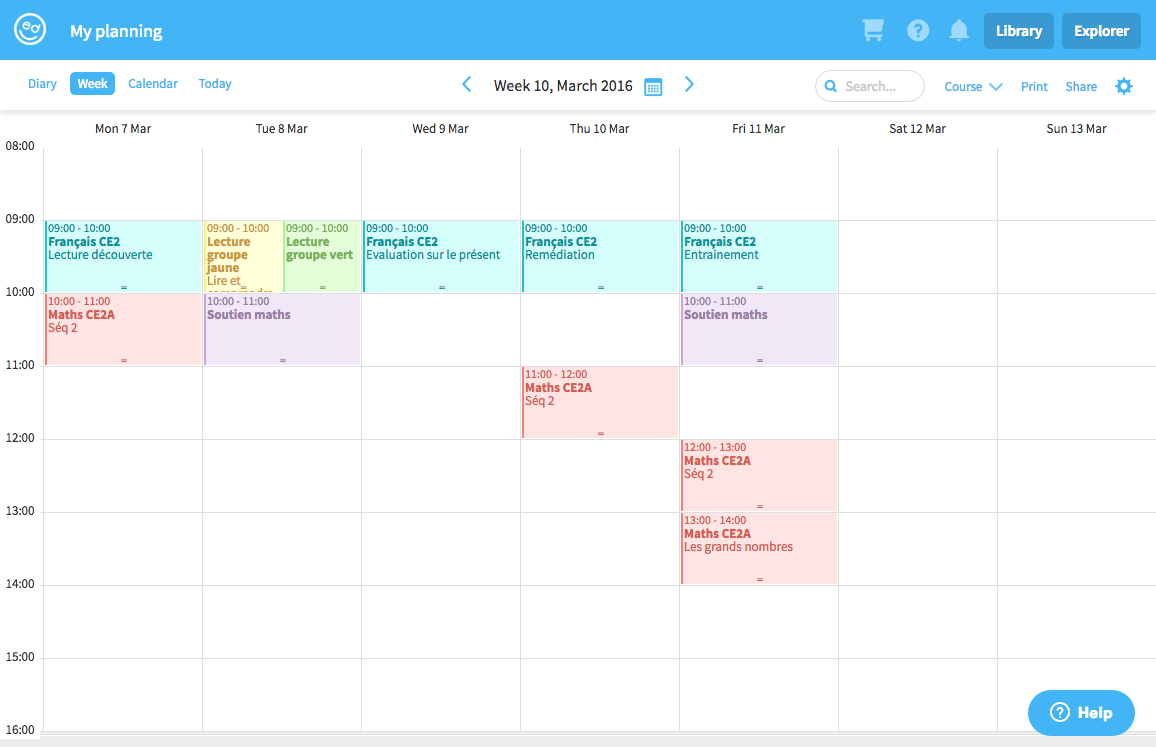 My planning
Library
Explorer
Diary
Week
Calendar
Today
Week 10, March 2016
Search...
Course
Print
Share
Mon 7 Mar
Tue 8 Mar
Wed 9 Mar
Thu 10 Mar
Fri 11 Mar
Sat 12 Mar
Sun 13 Mar
08:00
09:00
09:00 - 10:00
Français CE2
Lecture découverte
09:00 - 10:00
Lecture
groupe
jaune
Lire et
09:00 - 10:00
Lecture
groupe vert
09:00 - 10:00
Français CE2
Evaluation sur le présent
09:00 - 10:00
Français CE2
Remédiation
09:00 - 10:00
Français CE2
Entrainement
10:00
10:00 - 11:00
Maths CE2A
Séq 2
10:00 - 11:00
Soutien maths
10:00 - 11:00
Soutien maths
11:00
11:00 - 12:00
Maths CE2A
Séq 2
12:00
12:00 - 13:00
Maths CE2A
Séq 2
13:00
13:00 - 14:00
Maths CE2A
Les grands nombres
14:00
15:00
16:00
Help